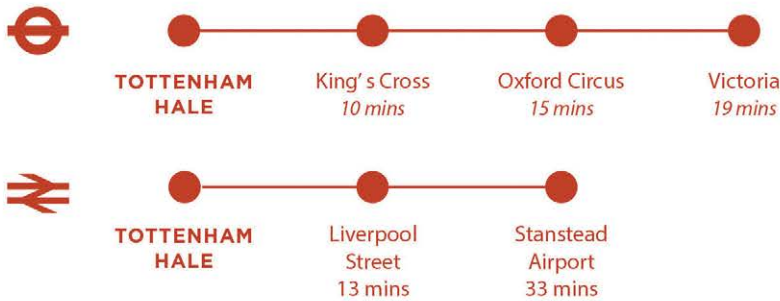 TOTTENHAM HALE
King's Cross
10 mins
Oxford Circus
15 mins
Victoria
19 mins
TOTTENHAM HALE
Liverpool Street
13 mins
Stanstead Airport
33 mins